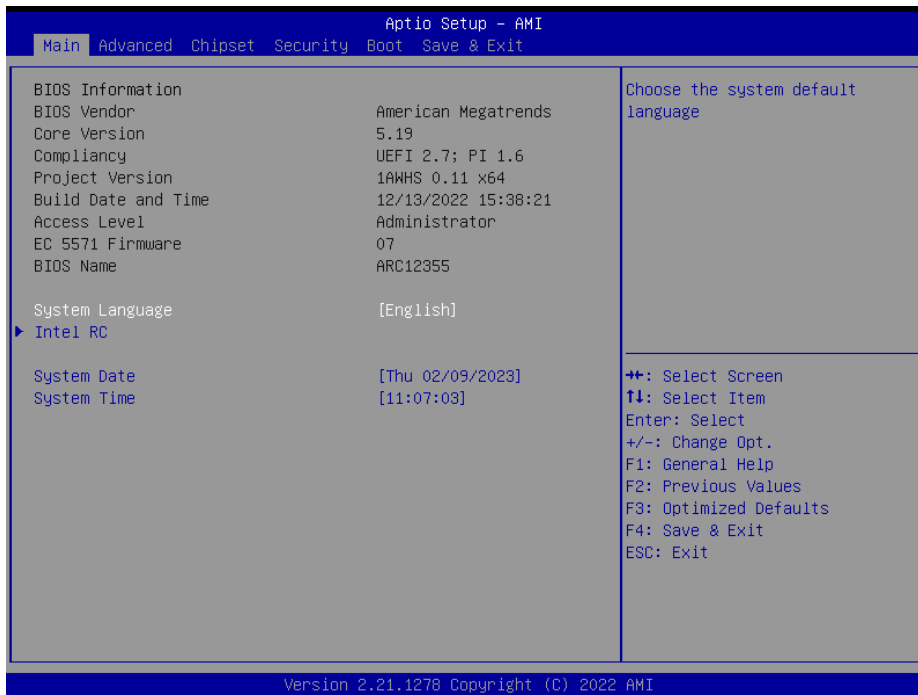 Aptio Setup – AMI
Main Advanced Chipset Security Boot Save & Exit
BIOS Information
BIOS Vendor American Megatrends
Core Version 5.19
Compliancy UEFI 2.7; PI 1.6
Project Version 1AWHS 0.11 x64
Build Date and Time 12/13/2022 15:38:21
Access Level Administrator
EC 5571 Firmware 07
BIOS Name ARC12355
System Language [English]
Intel RC
System Date [Thu 02/09/2023]
System Time [11:07:03]
Choose the system default
language
→←: Select Screen
↑↓: Select Item
Enter: Select
+/-: Change Opt.
F1: General Help
F2: Previous Values
F3: Optimized Defaults
F4: Save & Exit
ESC: Exit
Version 2.21.1278 Copyright (C) 2022 AMI